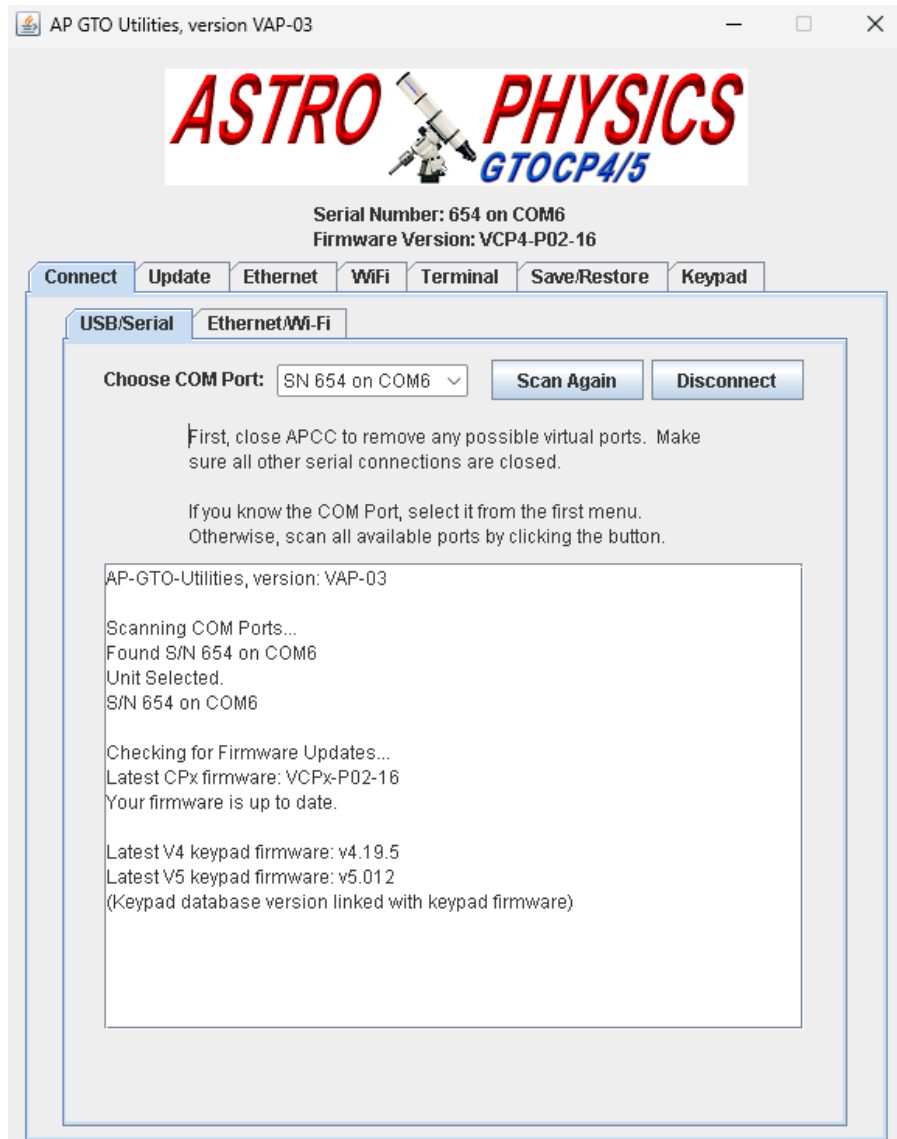 AP GTO Utilities, version VAP-03
ASTRO PHYSICS
GTOCP4/5
Serial Number: 654 on COM6
Firmware Version: VCP4-P02-16
Connect Update Ethernet WiFi Terminal Save/Restore Keypad
USB/Serial Ethernet/Wi-Fi
Choose COM Port: SN 654 on COM6 Scan Again Disconnect
First, close APCC to remove any possible virtual ports. Make
sure all other serial connections are closed.
If you know the COM Port, select it from the first menu.
Otherwise, scan all available ports by clicking the button.
AP-GTO-Utilities, version: VAP-03
Scanning COM Ports...
Found S/N 654 on COM6
Unit Selected.
S/N 654 on COM6
Checking for Firmware Updates...
Latest CPx firmware: VCPx-P02-16
Your firmware is up to date.
Latest V4 keypad firmware: v4.19.5
Latest V5 keypad firmware: v5.012
(Keypad database version linked with keypad firmware)